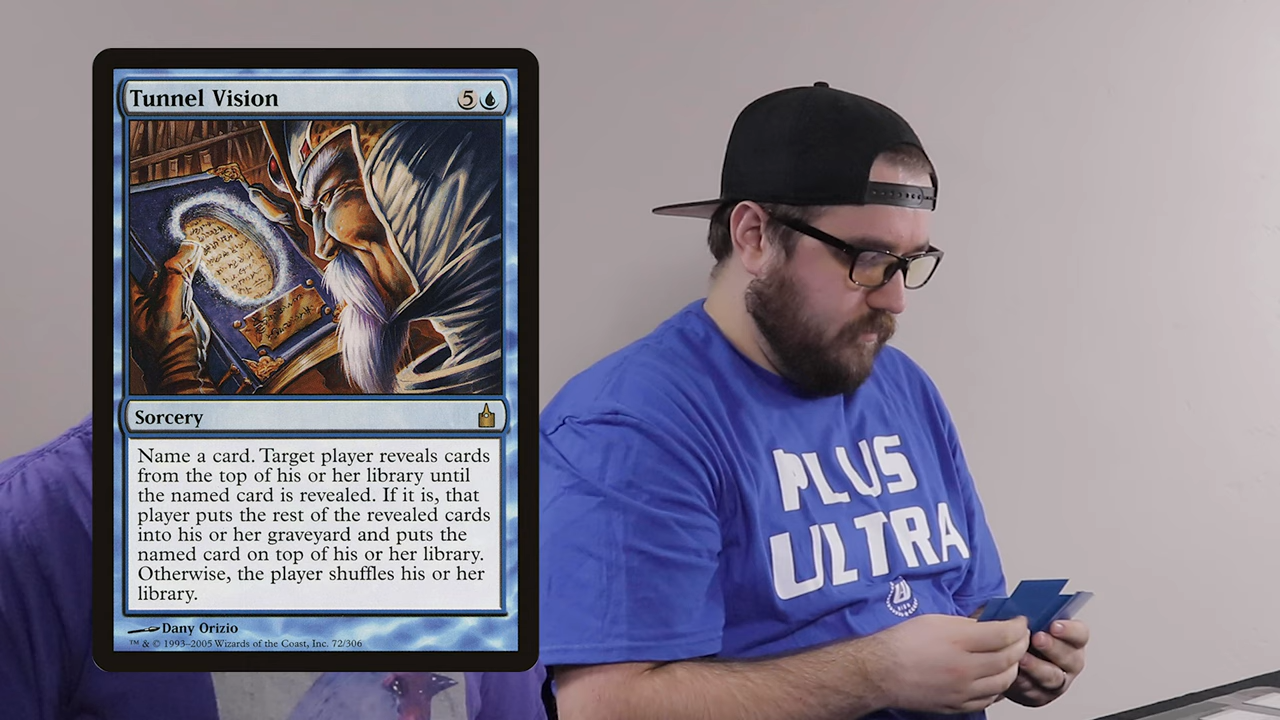 Tunnel Vision
5
Sorcery
Name a card. Target player reveals cards
from the top of his or her library until
the named card is revealed. If it is, that
player puts the rest of the revealed cards
into his or her graveyard and puts the
named card on top of his or her library.
Otherwise, the player shuffles his or her
library.
Dany Orizio
™ & © 1993–2005 Wizards of the Coast, Inc. 72/306
PLUS
ULTRA